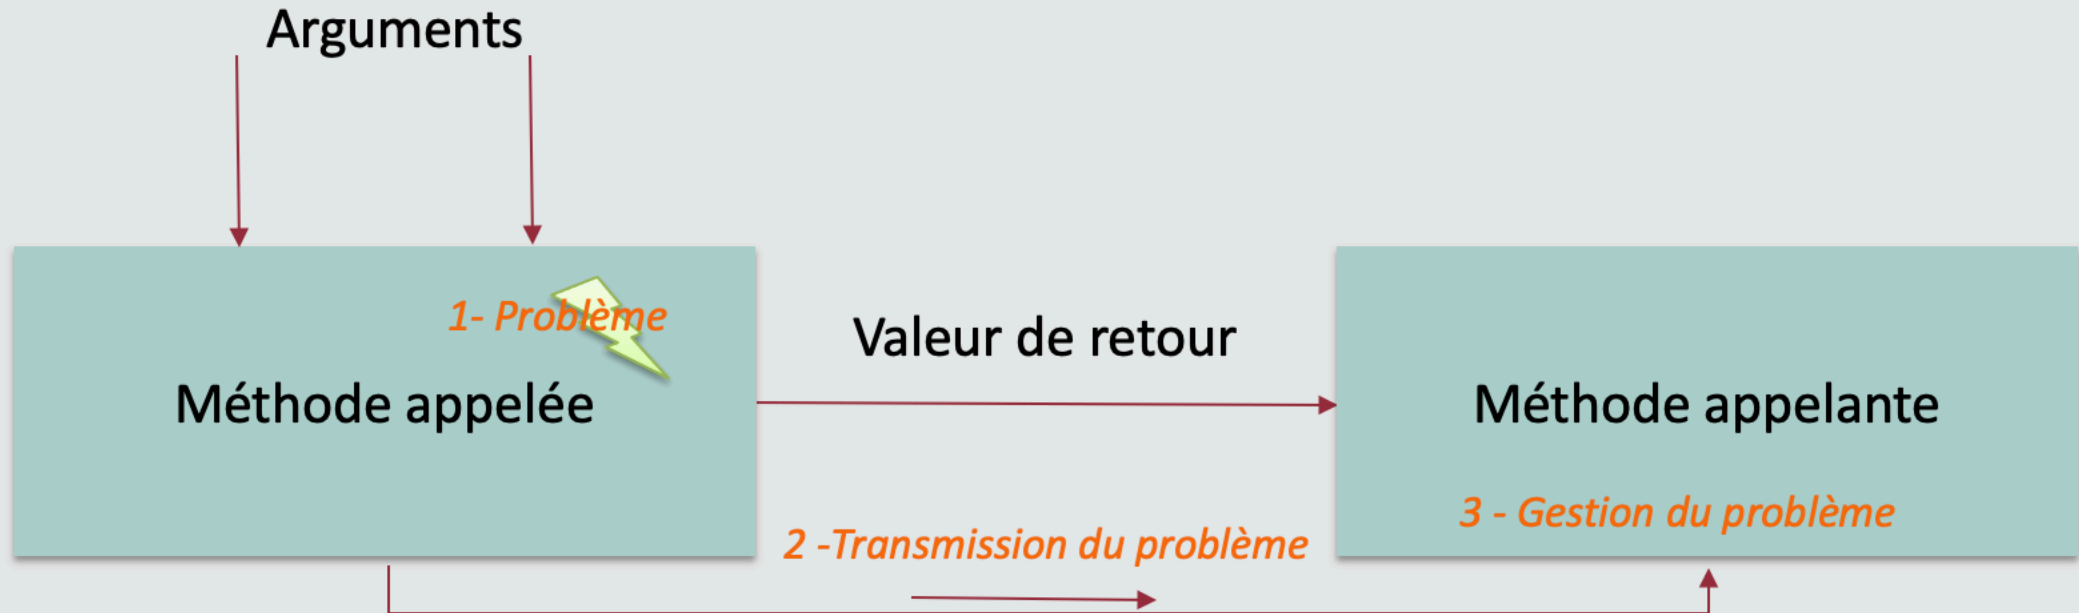 Arguments
1- Problème
Méthode appelée
Valeur de retour
Méthode appelante
2 -Transmission du problème
3 - Gestion du problème